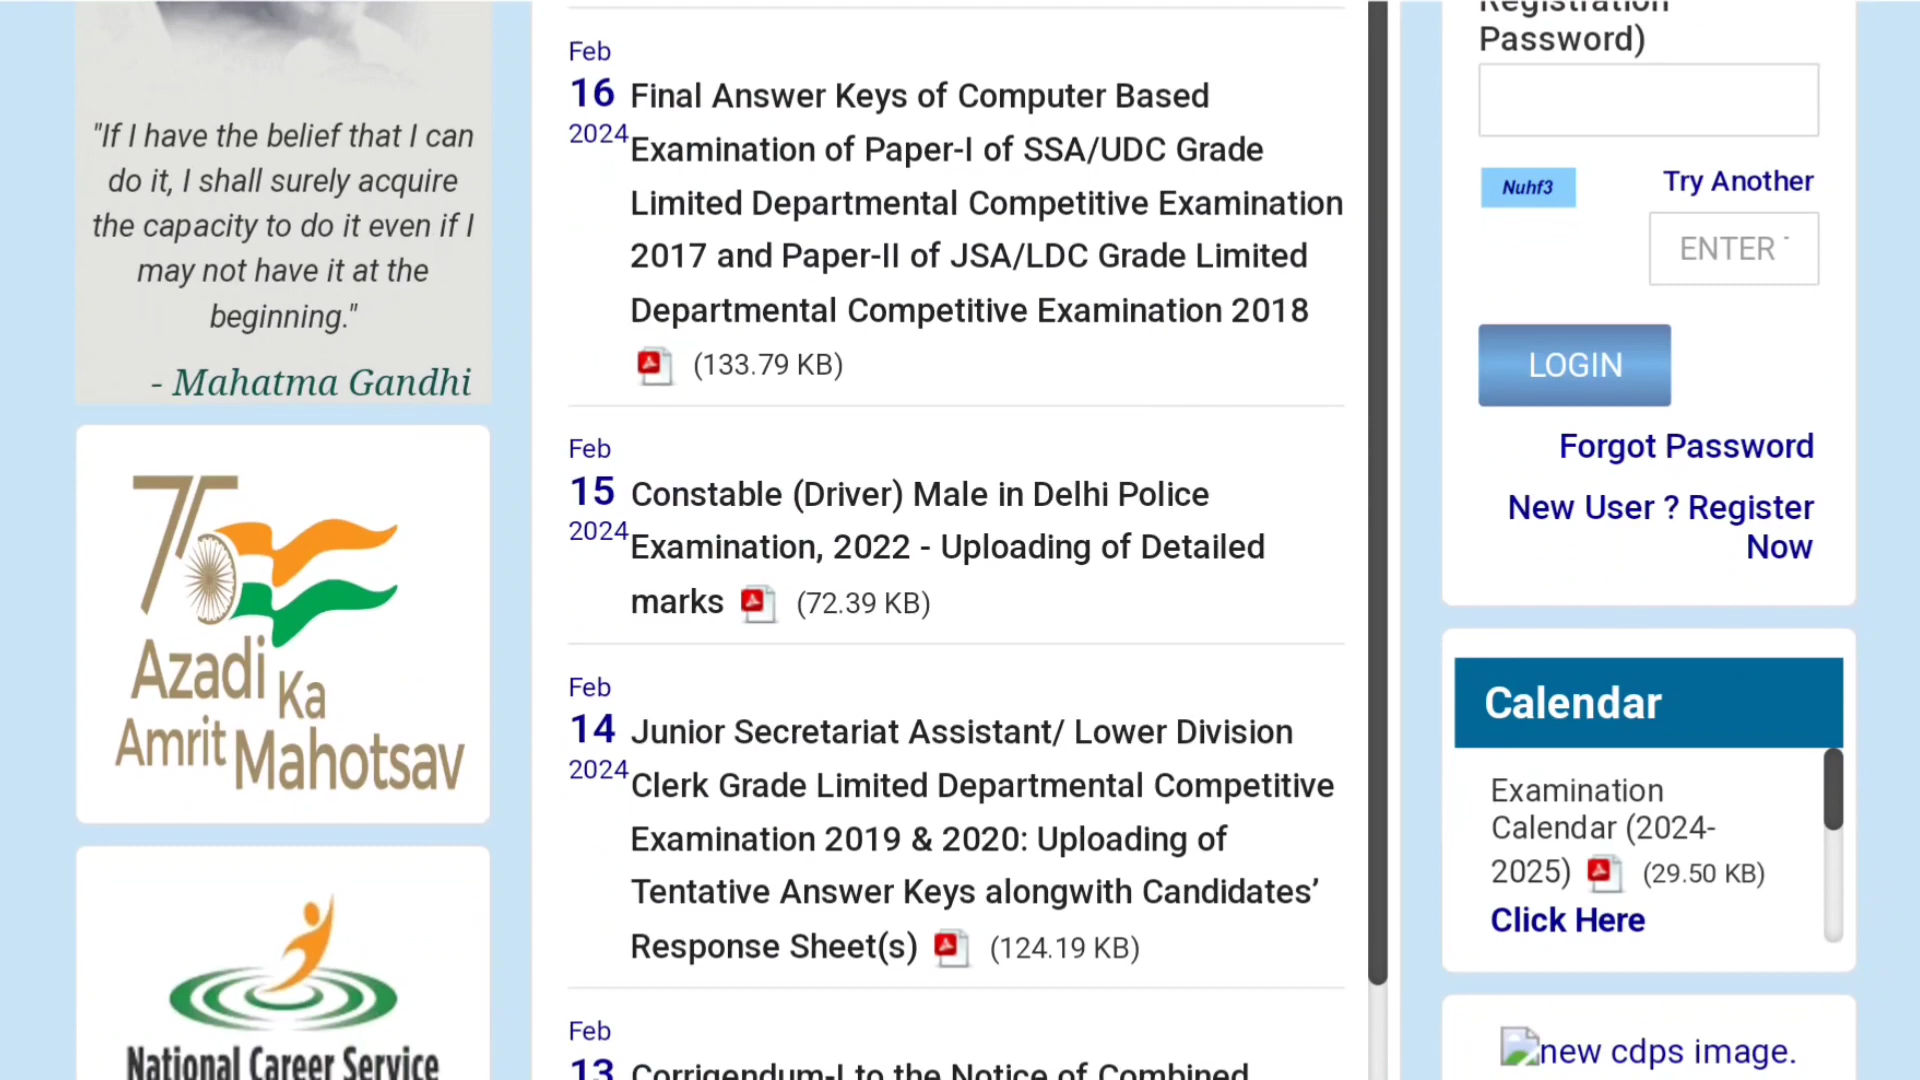 "If I have the belief that I can
do it, I shall surely acquire
the capacity to do it even if I
may not have it at the
beginning."
- Mahatma Gandhi
75
Azadi Ka
Amrit Mahotsav
National Career Service
Feb
16
2024
Final Answer Keys of Computer Based
Examination of Paper-I of SSA/UDC Grade
Limited Departmental Competitive Examination
2017 and Paper-II of JSA/LDC Grade Limited
Departmental Competitive Examination 2018
(133.79 KB)
Feb
15
2024
Constable (Driver) Male in Delhi Police
Examination, 2022 - Uploading of Detailed
marks (72.39 KB)
Feb
14
2024
Junior Secretariat Assistant/ Lower Division
Clerk Grade Limited Departmental Competitive
Examination 2019 & 2020: Uploading of
Tentative Answer Keys alongwith Candidates’
Response Sheet(s) (124.19 KB)
Feb
13
Corrigendum-I to the Notice of Combined
Registration
Password)
Nuhf3
Try Another
ENTER
LOGIN
Forgot Password
New User ? Register
Now
Calendar
Examination
Calendar (2024-
2025) (29.50 KB)
Click Here
new cdps image.